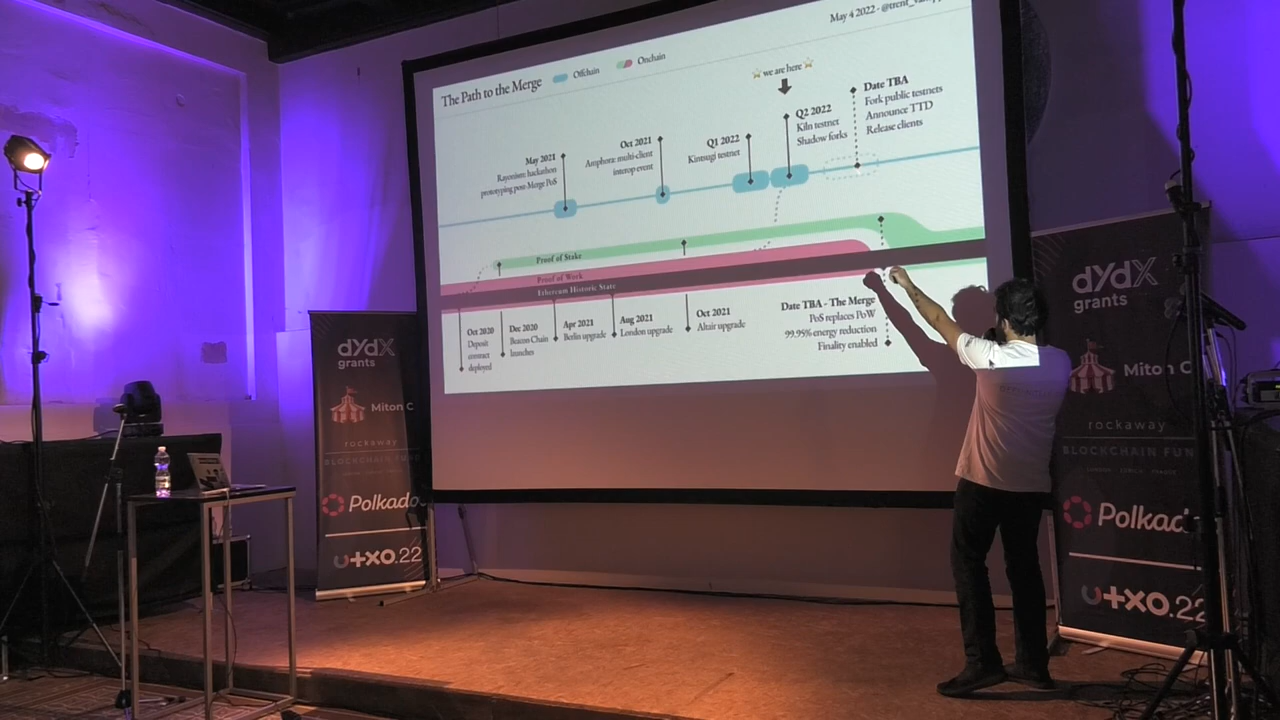 May 4 2022 - @trent_
The Path to the Merge
Offchain
Onchain
we are here
Date TBA
Fork public testnets
Announce TTD
Release clients
Q2 2022
Kiln testnet
Shadow forks
Q1 2022
Kintsugi testnet
Oct 2021
Amphora: multi-client
interop event
May 2021
Rayonism: hackathon
prototyping post-Merge PoS
Proof of Stake
Proof of Work
Ethereum Historic State
Oct 2020
Deposit
contract
deployed
Dec 2020
Beacon Chain
launches
Apr 2021
Berlin upgrade
Aug 2021
London upgrade
Oct 2021
Altair upgrade
Date TBA - The Merge
PoS replaces PoW
99.95% energy reduction
Finality enabled
dYdX
grants
Miton C
rockaway
BLOCKCHAIN FUN
Polkado
UTXO.22
dYdX
grants
Miton C
rockaway
BLOCKCHAIN FUN
Polkad
UTXO.22